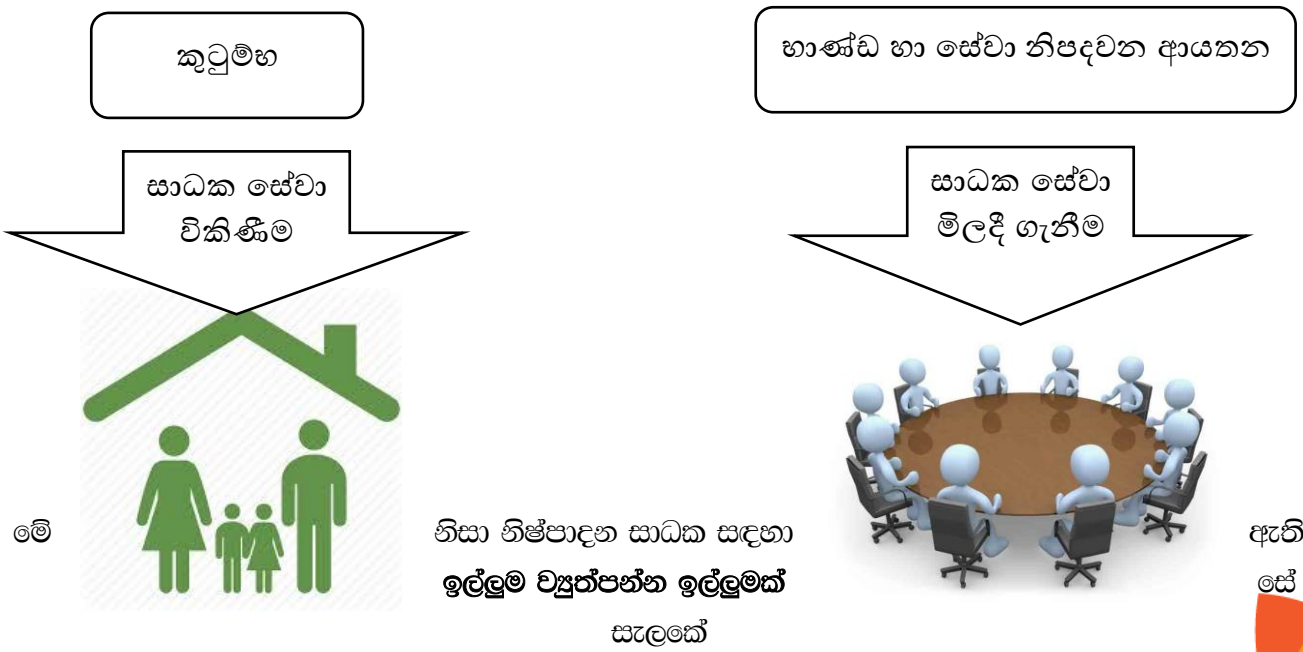 කුටුම්භ
භාණ්ඩ හා සේවා නිපදවන ආයතන
සාධක සේවා
විකිණීම
සාධක සේවා
මිලදී ගැනීම
මේ නිසා නිෂ්පාදන සාධක සඳහා ඇති
ඉල්ලුම ව්‍යුත්පන්න ඉල්ලුමක් සේ
සැලකේ